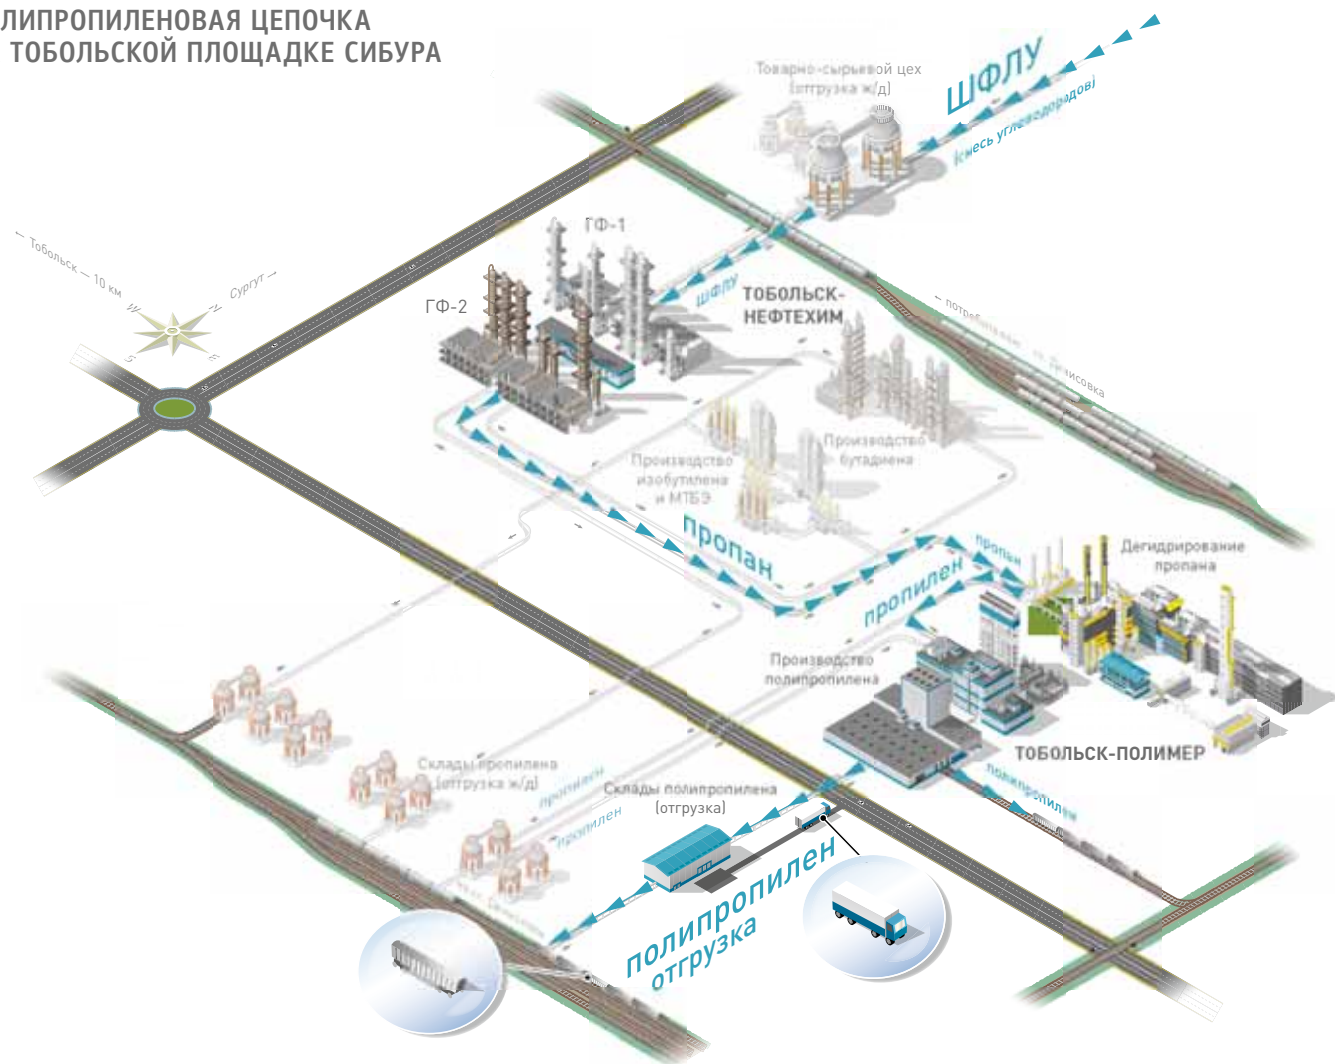 ЛИПРОПИЛЕНОВАЯ ЦЕПОЧКА
ТОБОЛЬСКОЙ ПЛОЩАДКЕ СИБУРА
Товарно-сырьевой цех
(отгрузка ж/д)
ШФЛУ
(смесь углеводородов)
← Тобольск — 10 км
Сургут →
W
N
S
E
ГФ-1
ГФ-2
ШФЛУ
ТОБОЛЬСК-
НЕФТЕХИМ
Производство
бутадиена
Производство
изобутилена
и МТБЭ
пропан
пропан
пропилен
Дегидрирование
пропана
Производство
полипропилена
ТОБОЛЬСК-ПОЛИМЕР
полипропилен
Склады пропилена
(отгрузка ж/д)
пропилен
пропилен
Склады полипропилена
(отгрузка)
полипропилен
отгрузка